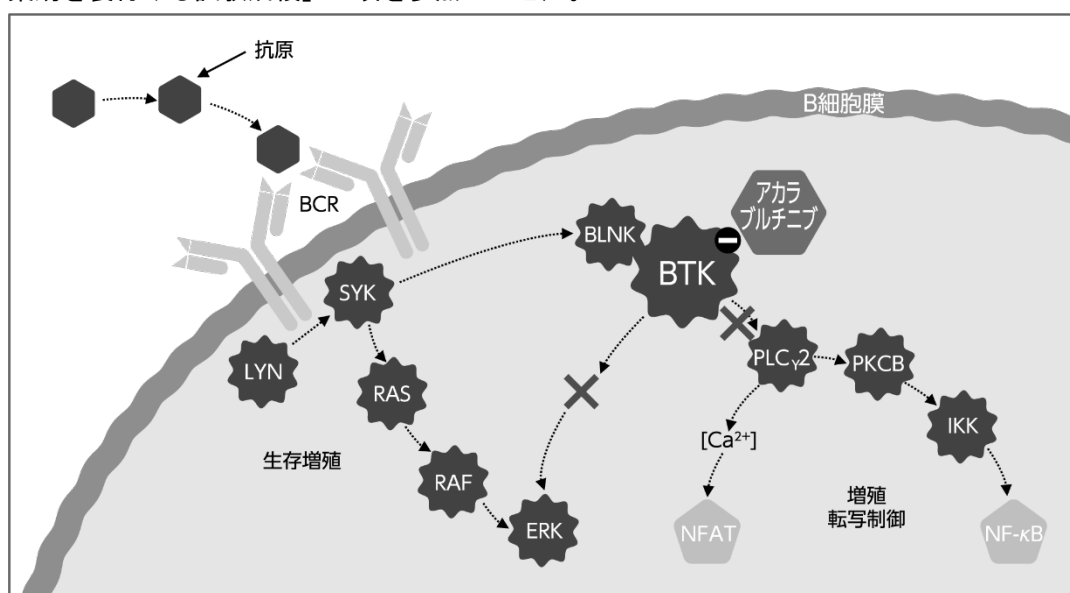 抗原
B細胞膜
アカラ
ブルチニブ
BCR
BLNK
BTK
SYK
LYN
PLCγ2
PKCB
RAS
IKK
[Ca²⁺]
生存増殖
RAF
増殖
転写制御
ERK
NFAT
NF-κB